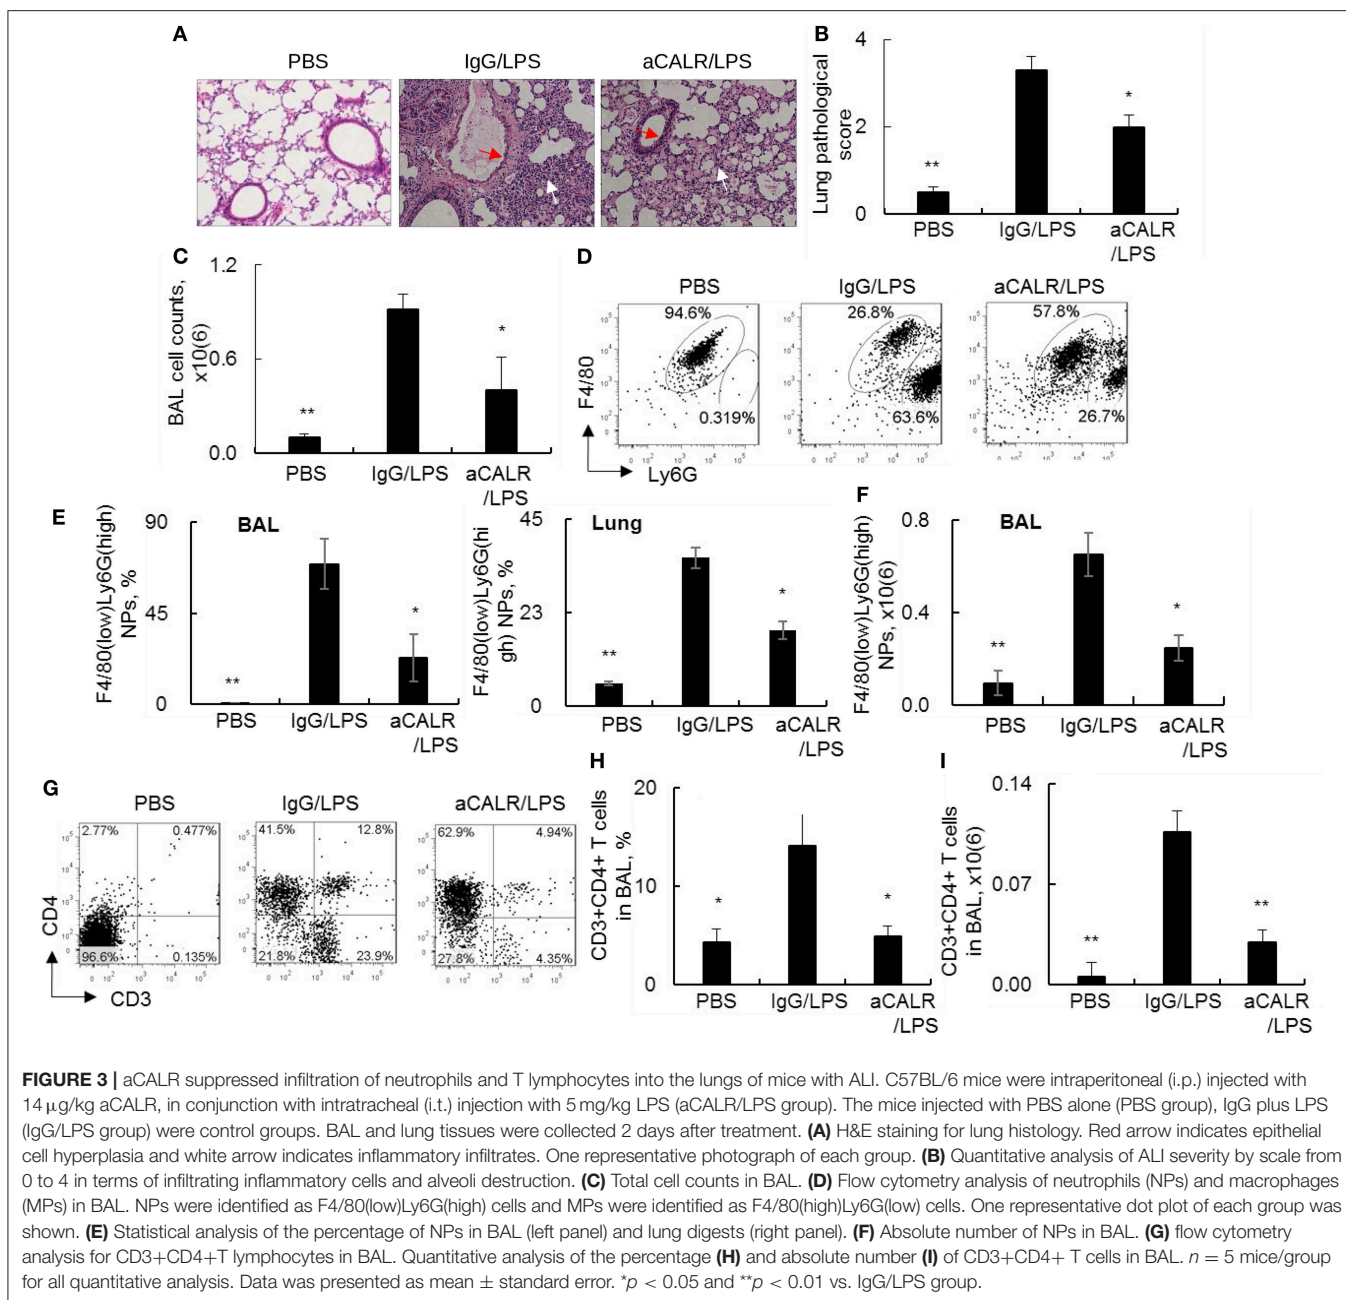 A
PBS
IgG/LPS
aCALR/LPS
B
Lung pathological
score
4
2
0
**
*
PBS
IgG/LPS
aCALR
/LPS
C
BAL cell counts,
x10(6)
1.2
0.6
0.0
**
*
PBS
IgG/LPS
aCALR
/LPS
D
PBS
IgG/LPS
aCALR/LPS
94.6%
26.8%
57.8%
0.319%
63.6%
26.7%
F4/80
Ly6G
E
BAL
F4/80(low)Ly6G(high)
NPs, %
90
45
0
**
*
PBS
IgG/LPS
aCALR
/LPS
Lung
F4/80(low)Ly6G(hi
gh) NPs, %
45
23
0
**
*
PBS
IgG/LPS
aCALR
/LPS
F
BAL
F4/80(low)Ly6G(high)
NPs, x10(6)
0.8
0.4
0.0
**
*
PBS
IgG/LPS
aCALR
/LPS
G
PBS
IgG/LPS
aCALR/LPS
2.77%
0.477%
41.5%
12.8%
62.9%
4.94%
96.6%
0.135%
21.8%
23.9%
27.8%
4.35%
CD4
CD3
H
CD3+CD4+ T cells
in BAL, %
20
10
0
*
*
PBS
IgG/LPS
aCALR
/LPS
I
CD3+CD4+ T cells
in BAL, x10(6)
0.14
0.07
0.00
**
**
PBS
IgG/LPS
aCALR
/LPS
FIGURE 3 | aCALR suppressed infiltration of neutrophils and T lymphocytes into the lungs of mice with ALI. C57BL/6 mice were intraperitoneal (i.p.) injected with
14 μg/kg aCALR, in conjunction with intratracheal (i.t.) injection with 5 mg/kg LPS (aCALR/LPS group). The mice injected with PBS alone (PBS group), IgG plus LPS
(IgG/LPS group) were control groups. BAL and lung tissues were collected 2 days after treatment. (A) H&E staining for lung histology. Red arrow indicates epithelial
cell hyperplasia and white arrow indicates inflammatory infiltrates. One representative photograph of each group. (B) Quantitative analysis of ALI severity by scale from
0 to 4 in terms of infiltrating inflammatory cells and alveoli destruction. (C) Total cell counts in BAL. (D) Flow cytometry analysis of neutrophils (NPs) and macrophages
(MPs) in BAL. NPs were identified as F4/80(low)Ly6G(high) cells and MPs were identified as F4/80(high)Ly6G(low) cells. One representative dot plot of each group was
shown. (E) Statistical analysis of the percentage of NPs in BAL (left panel) and lung digests (right panel). (F) Absolute number of NPs in BAL. (G) flow cytometry
analysis for CD3+CD4+T lymphocytes in BAL. Quantitative analysis of the percentage (H) and absolute number (I) of CD3+CD4+ T cells in BAL. n = 5 mice/group
for all quantitative analysis. Data was presented as mean ± standard error. *p < 0.05 and **p < 0.01 vs. IgG/LPS group.